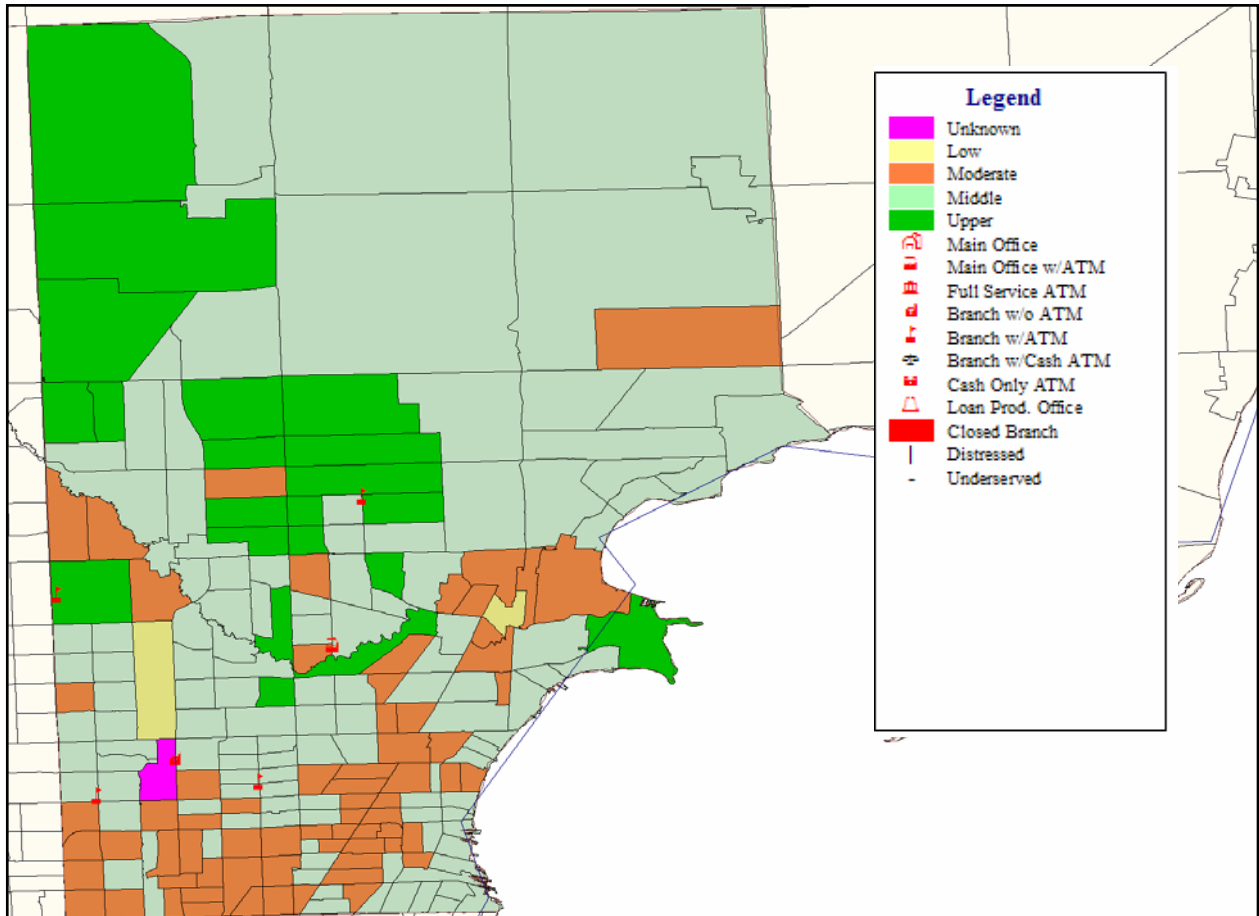 Legend
Unknown
Low
Moderate
Middle
Upper
Main Office
Main Office w/ATM
Full Service ATM
Branch w/o ATM
Branch w/ATM
Branch w/Cash ATM
Cash Only ATM
Loan Prod. Office
Closed Branch
Distressed
Underserved